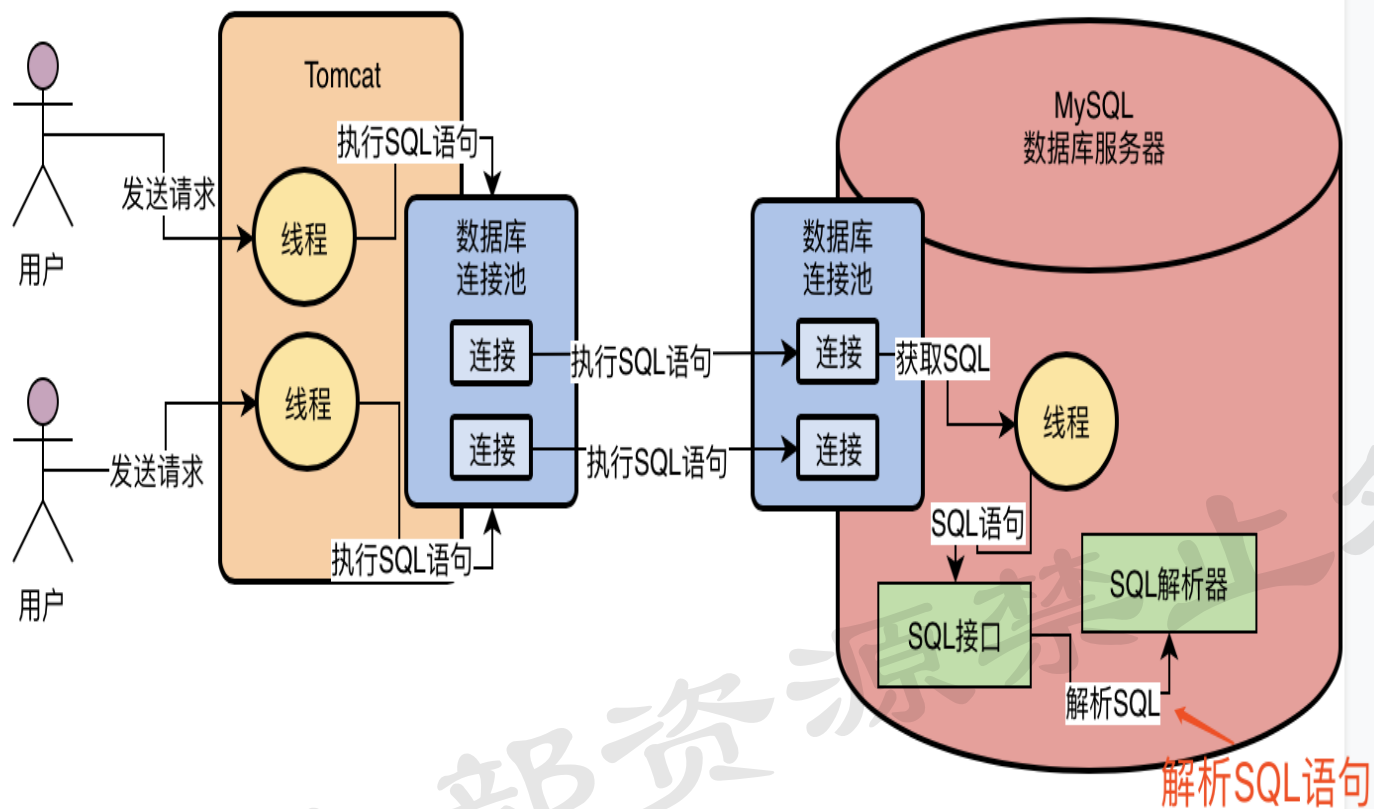 Tomcat
MySQL
数据库服务器
执行SQL语句
发送请求
线程
用户
数据库
连接池
数据库
连接池
连接
执行SQL语句
连接
获取SQL
线程
线程
发送请求
连接
执行SQL语句
连接
SQL语句
执行SQL语句
用户
SQL接口
SQL解析器
解析SQL
解析SQL语句
部资源禁止